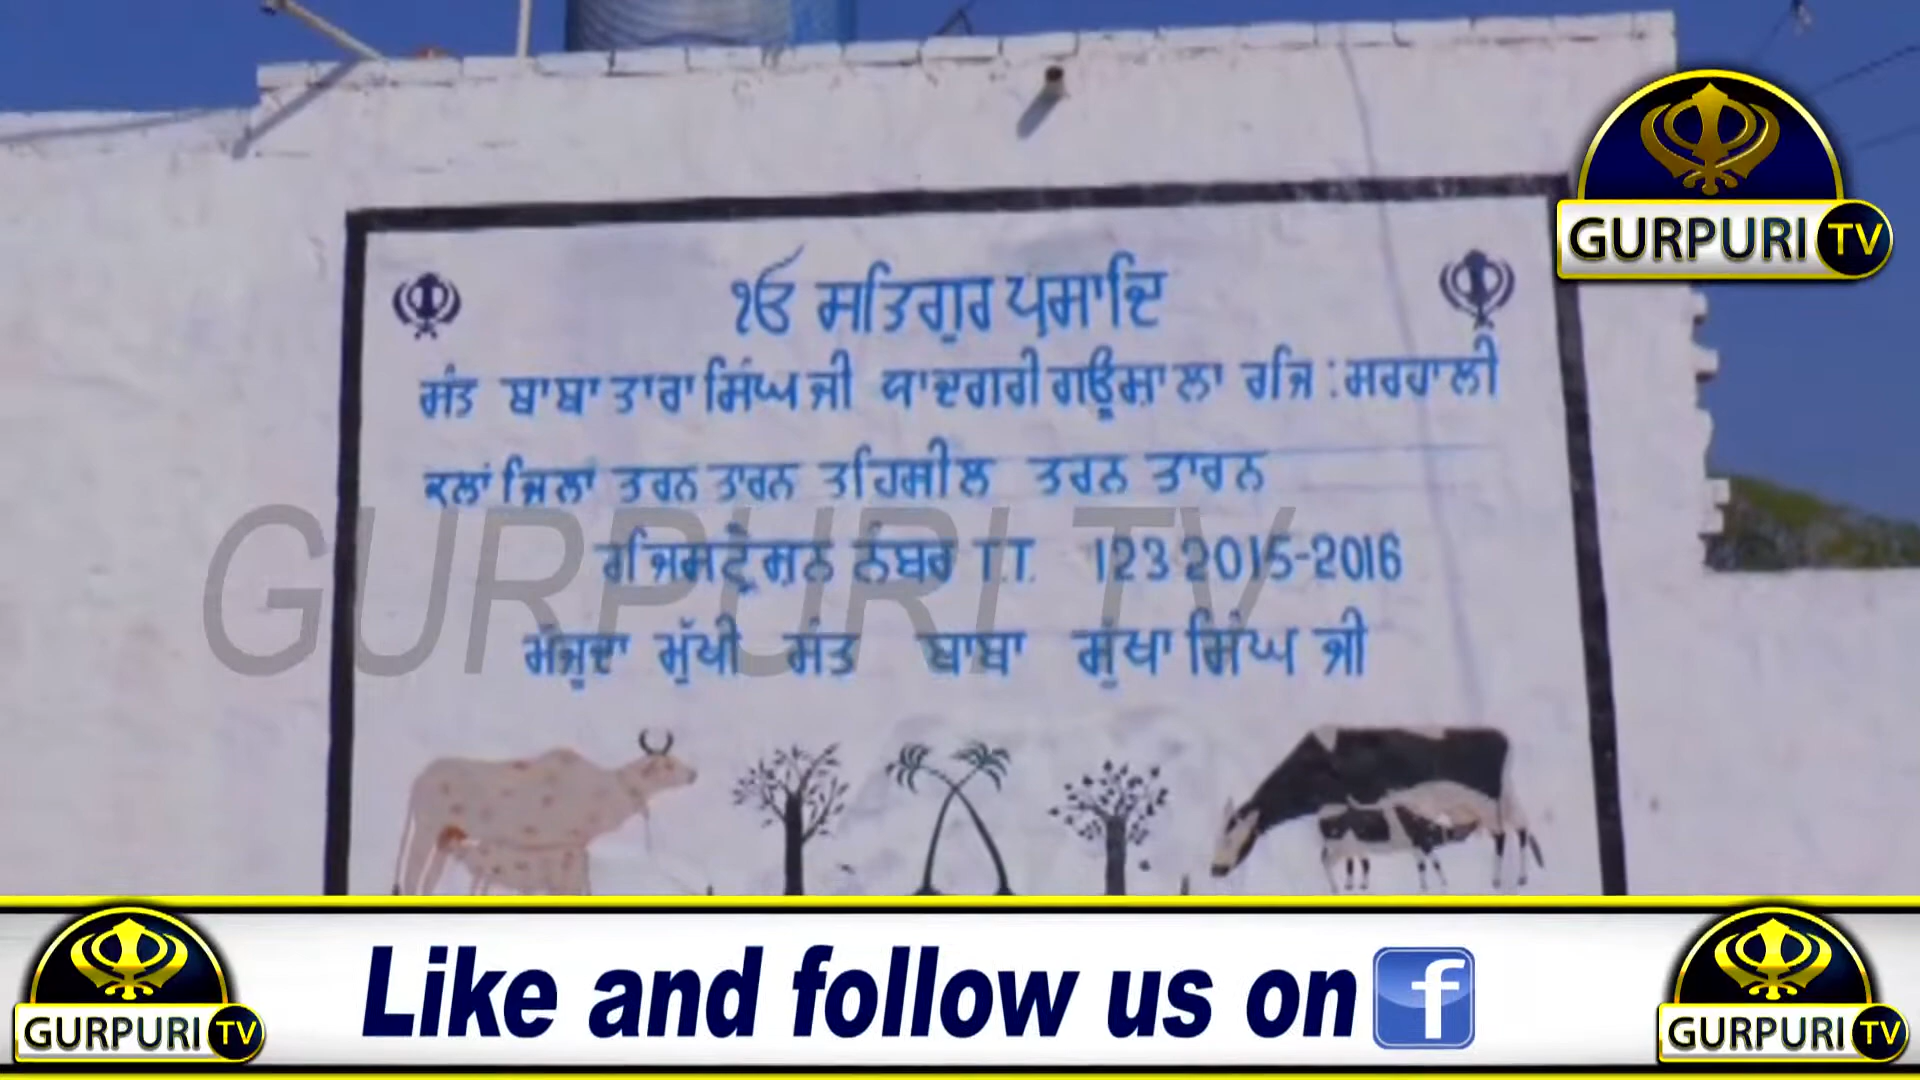 GURPURI TV
ੴ ਸਤਿਗੁਰ ਪ੍ਰਸਾਦਿ
ਸੰਤ ਬਾਬਾ ਤਾਰਾ ਸਿੰਘ ਜੀ ਯਾਦਗਰੀ ਗਊਸ਼ਾਲਾ ਰਜਿ : ਸਰਹਾਲੀ
ਕਲਾਂ ਜਿਲਾਂ ਤਰਨ ਤਾਰਨ ਤਹਿਸੀਲ ਤਰਨ ਤਾਰਨ
ਰਜਿਸਟ੍ਰੇਸ਼ਨ ਨੰਬਰ T.T. 123 2015-2016
ਮੌਜੂਦਾ ਮੁੱਖੀ ਸੰਤ ਬਾਬਾ ਸੁੱਖਾ ਸਿੰਘ ਜੀ
GURPURI TV
GURPURI TV
Like and follow us on f
GURPURI TV